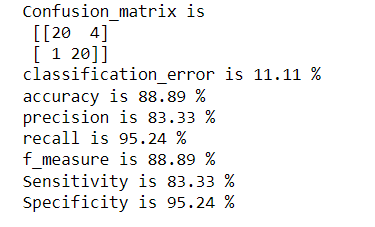 Confusion_matrix is
[[20  4]
[ 1 20]]
classification_error is 11.11 %
accuracy is 88.89 %
precision is 83.33 %
recall is 95.24 %
f_measure is 88.89 %
Sensitivity is 83.33 %
Specificity is 95.24 %